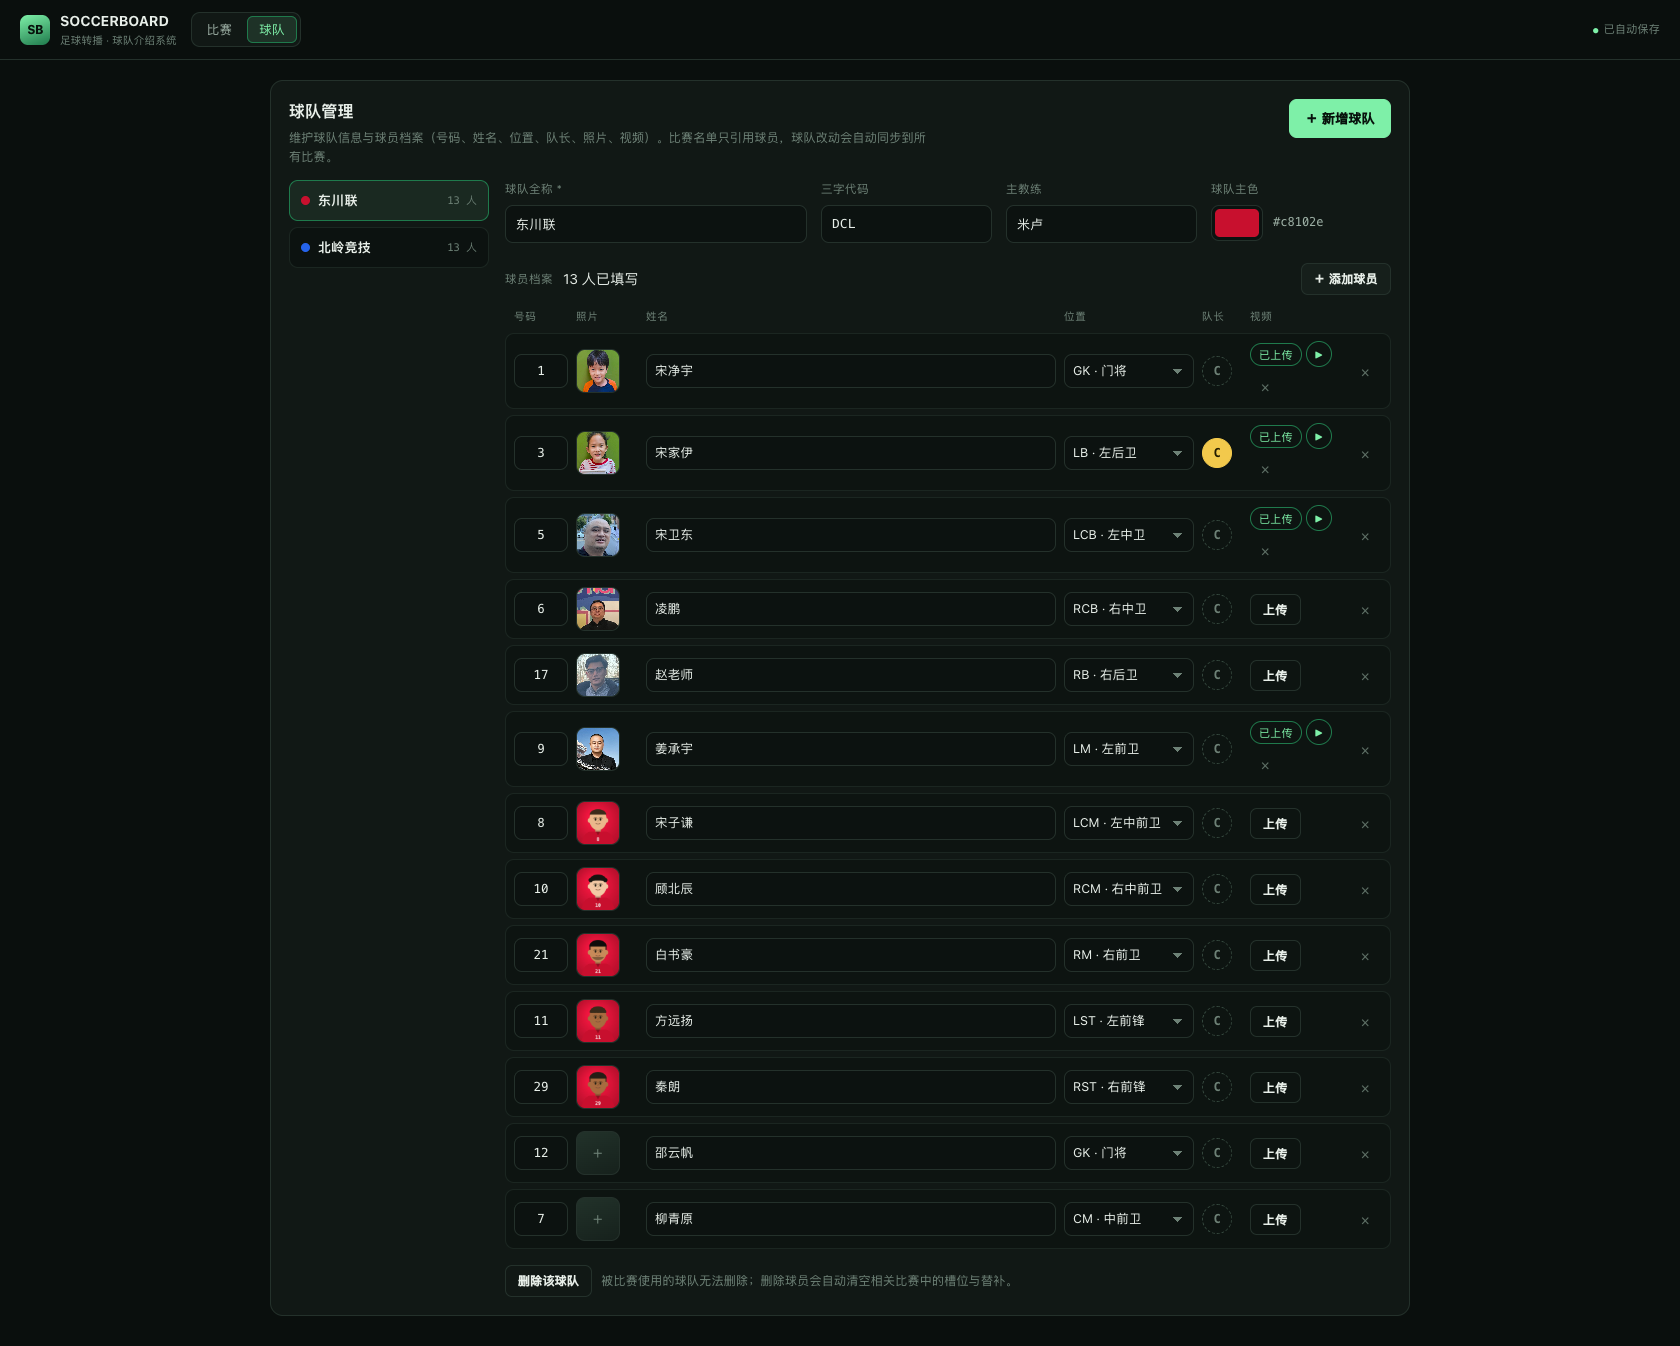 SB
SOCCERBOARD
足球转播 · 球队介绍系统
比赛 球队
● 已自动保存
球队管理
维护球队信息与球员档案（号码、姓名、位置、队长、照片、视频）。比赛名单只引用球员，球队改动会自动同步到所
有比赛。
+ 新增球队
东川联 13 人
北岭竞技 13 人
球队全称 * 三字代码 主教练 球队主色
东川联 DCL 米卢 #c8102e
球员档案 13 人已填写 + 添加球员
号码 照片 姓名 位置 队长 视频
1 宋净宇 GK · 门将 C 已上传 ▶ × ×
3 宋家伊 LB · 左后卫 C 已上传 ▶ × ×
5 宋卫东 LCB · 左中卫 C 已上传 ▶ × ×
6 凌鹏 RCB · 右中卫 C 上传 ×
17 赵老师 RB · 右后卫 C 上传 ×
9 姜承宇 LM · 左前卫 C 已上传 ▶ × ×
8 8 宋子谦 LCM · 左中前卫 C 上传 ×
10 10 顾北辰 RCM · 右中前卫 C 上传 ×
21 21 白书豪 RM · 右前卫 C 上传 ×
11 11 方远扬 LST · 左前锋 C 上传 ×
29 29 秦朗 RST · 右前锋 C 上传 ×
12 + 邵云帆 GK · 门将 C 上传 ×
7 + 柳青原 CM · 中前卫 C 上传 ×
删除该球队 被比赛使用的球队无法删除；删除球员会自动清空相关比赛中的槽位与替补。